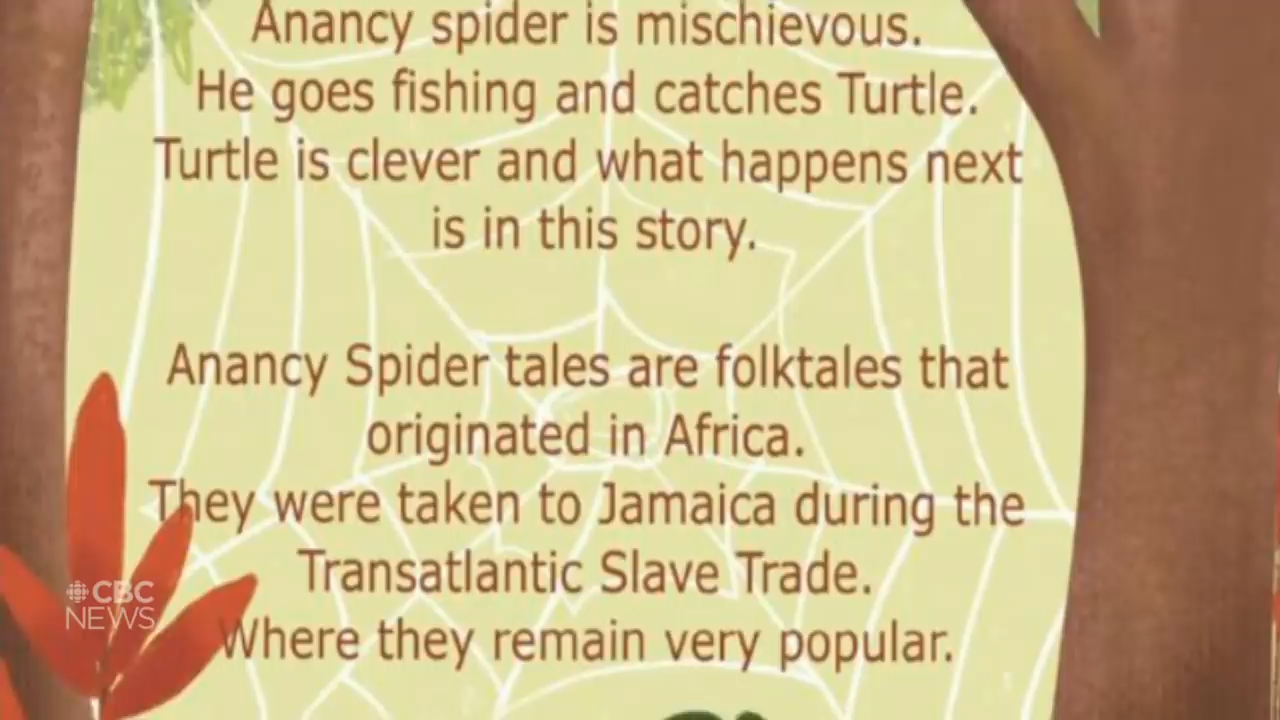 Anancy spider is mischievous.
He goes fishing and catches Turtle.
Turtle is clever and what happens next
is in this story.
Anancy Spider tales are folktales that
originated in Africa.
They were taken to Jamaica during the
Transatlantic Slave Trade.
Where they remain very popular.
CBC
NEWS